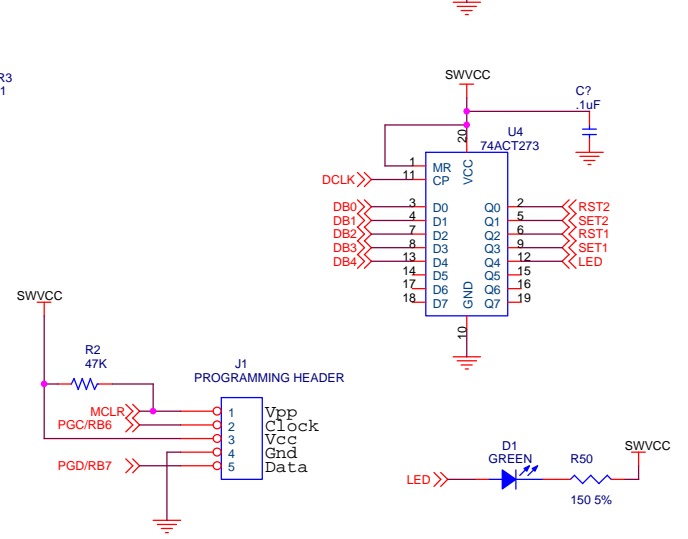 R3
1
SWVCC
C?
.1uF
20
U4
74ACT273
1
MR
VCC
DCLK
11
CP
DB0
3
D0
Q0
2
RST2
DB1
4
D1
Q1
5
SET2
DB2
7
D2
Q2
6
RST1
DB3
8
D3
Q3
9
SET1
DB4
13
D4
Q4
12
LED
14
D5
Q5
15
17
D6
Q6
16
18
D7
GND
Q7
19
10
SWVCC
R2
47K
J1
PROGRAMMING HEADER
MCLR
1
Vpp
PGC/RB6
2
Clock
3
Vcc
4
Gnd
PGD/RB7
5
Data
D1
GREEN
R50
SWVCC
LED
150 5%